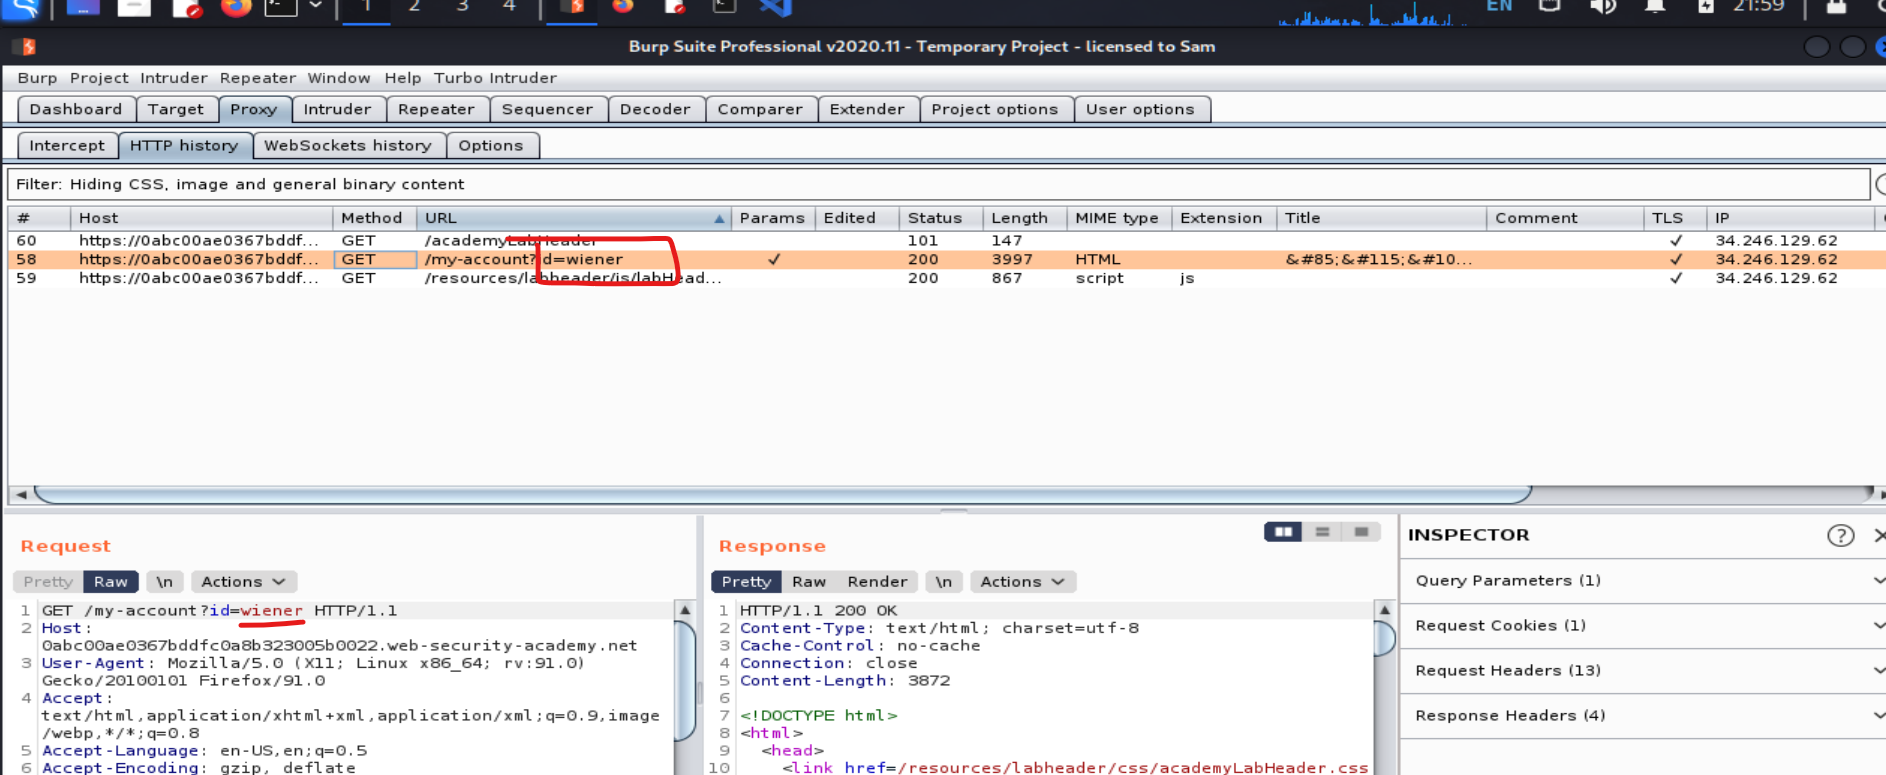 1 2 3 4 EN 21:59
Burp Suite Professional v2020.11 - Temporary Project - licensed to Sam
Burp Project Intruder Repeater Window Help Turbo Intruder
Dashboard Target Proxy Intruder Repeater Sequencer Decoder Comparer Extender Project options User options
Intercept HTTP history WebSockets history Options
Filter: Hiding CSS, image and general binary content
# Host Method URL Params Edited Status Length MIME type Extension Title Comment TLS IP
60 https://0abc00ae0367bddf... GET /academyLabHeader 101 147 ✓ 34.246.129.62
58 https://0abc00ae0367bddf... GET /my-account?id=wiener ✓ 200 3997 HTML &#85;&#115;&#10... ✓ 34.246.129.62
59 https://0abc00ae0367bddf... GET /resources/labheader/js/labHead... 200 867 script js ✓ 34.246.129.62
Request
Pretty Raw \n Actions
1 GET /my-account?id=wiener HTTP/1.1
2 Host:
0abc00ae0367bddfc0a8b323005b0022.web-security-academy.net
3 User-Agent: Mozilla/5.0 (X11; Linux x86_64; rv:91.0)
Gecko/20100101 Firefox/91.0
4 Accept:
text/html,application/xhtml+xml,application/xml;q=0.9,image
/webp,*/*;q=0.8
5 Accept-Language: en-US,en;q=0.5
6 Accept-Encoding: gzip, deflate
Response
Pretty Raw Render \n Actions
1 HTTP/1.1 200 OK
2 Content-Type: text/html; charset=utf-8
3 Cache-Control: no-cache
4 Connection: close
5 Content-Length: 3872
6
7 <!DOCTYPE html>
8 <html>
9 <head>
10 <link href=/resources/labheader/css/academyLabHeader.css
INSPECTOR ?
Query Parameters (1)
Request Cookies (1)
Request Headers (13)
Response Headers (4)